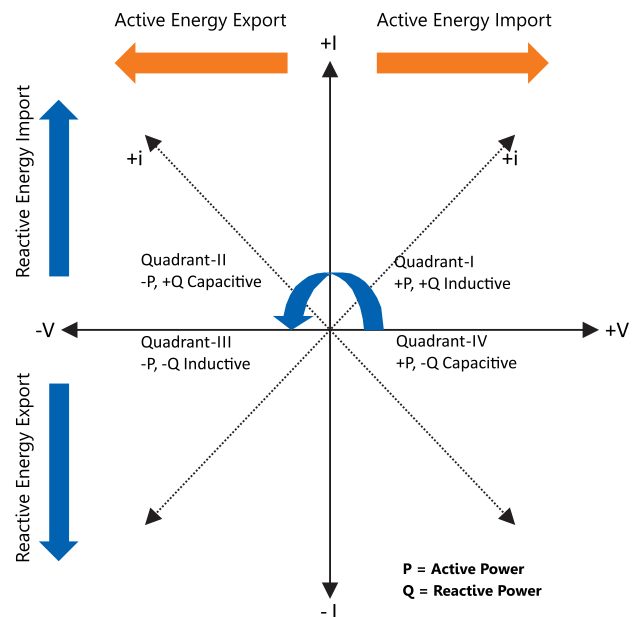 Active Energy Export
Active Energy Import
+I
Reactive Energy Import
+i
+i
Quadrant-II
-P, +Q Capacitive
Quadrant-I
+P, +Q Inductive
-V
+V
Quadrant-III
-P, -Q Inductive
Quadrant-IV
+P, -Q Capacitive
Reactive Energy Export
P = Active Power
Q = Reactive Power
- I